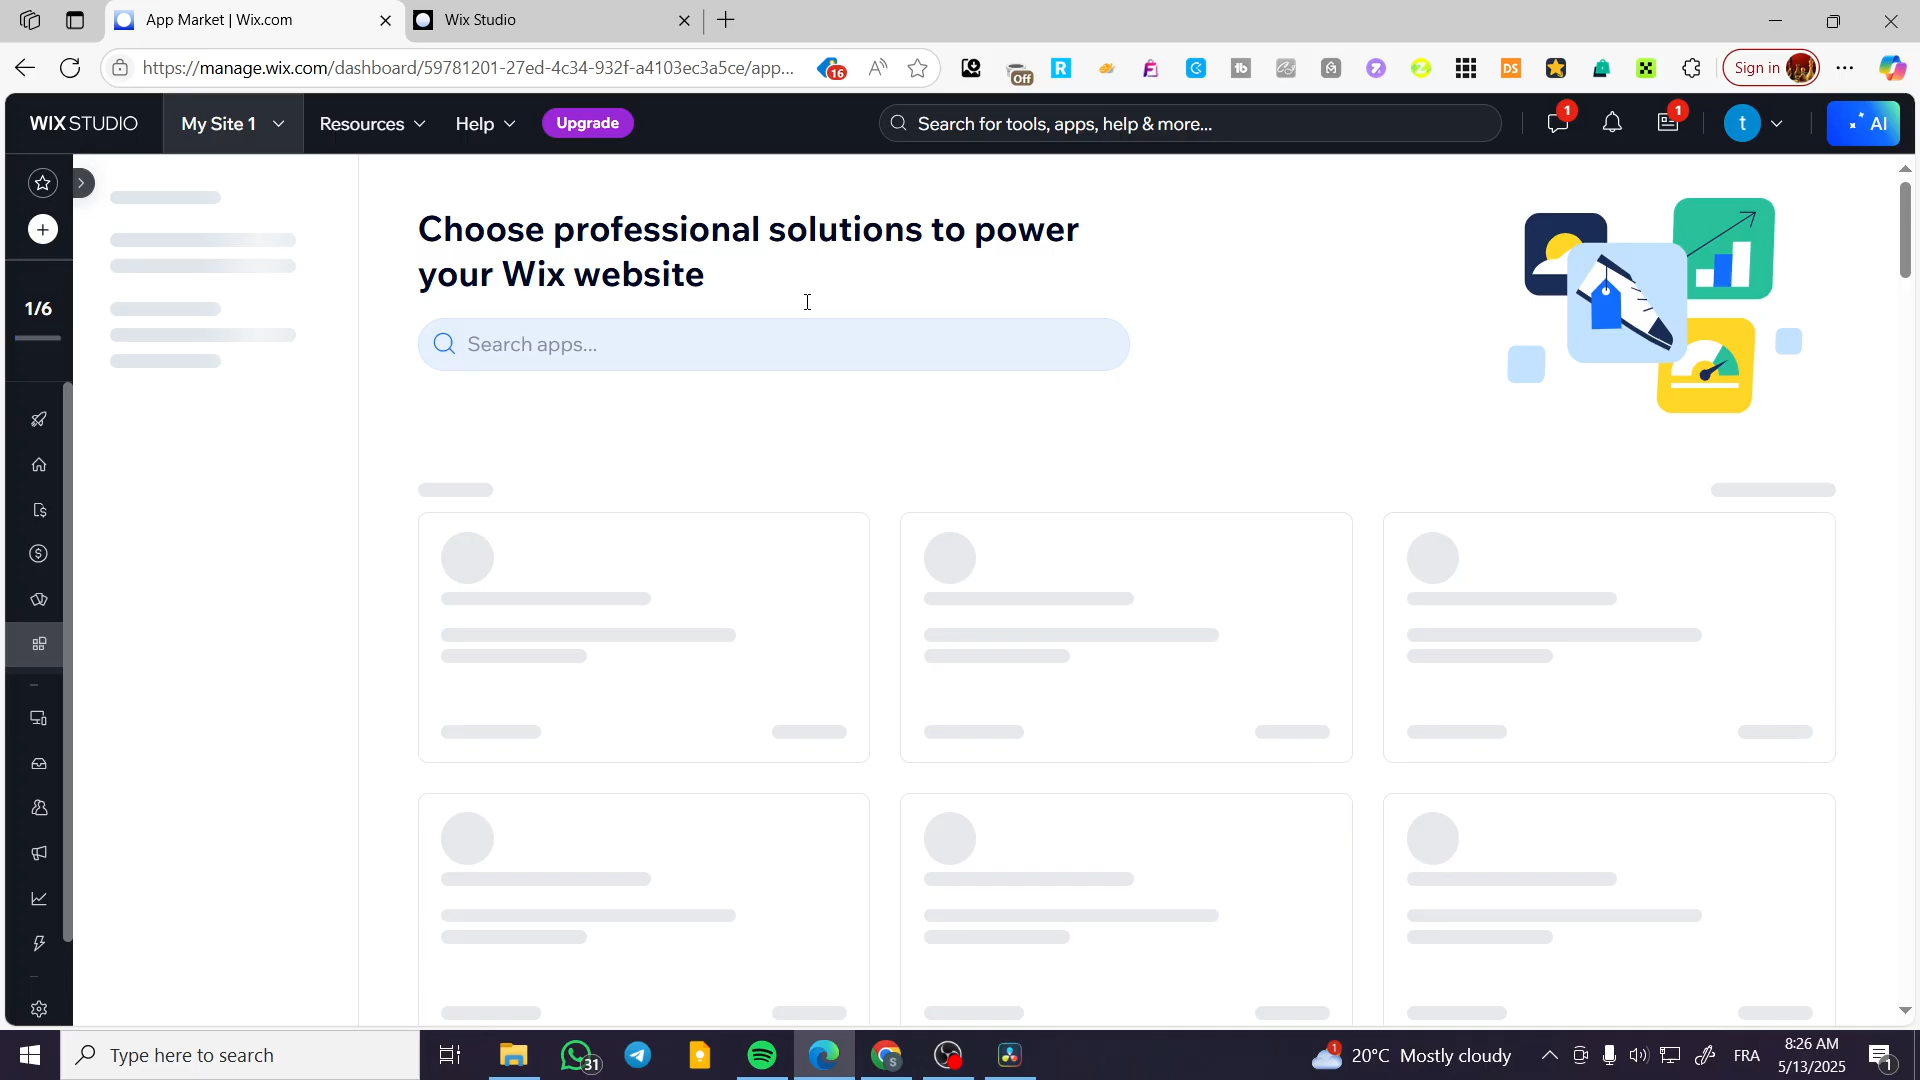 App Market | Wix.com
Wix Studio
https://manage.wix.com/dashboard/59781201-27ed-4c34-932f-a4103ec3a5ce/app...
16
Off
Sign in
WIX STUDIO
My Site 1
Resources
Help
Upgrade
Search for tools, apps, help & more...
1
1
t
AI
1/6
Choose professional solutions to power
your Wix website
Search apps...
Type here to search
31
1
20°C Mostly cloudy
FRA
8:26 AM
5/13/2025
1